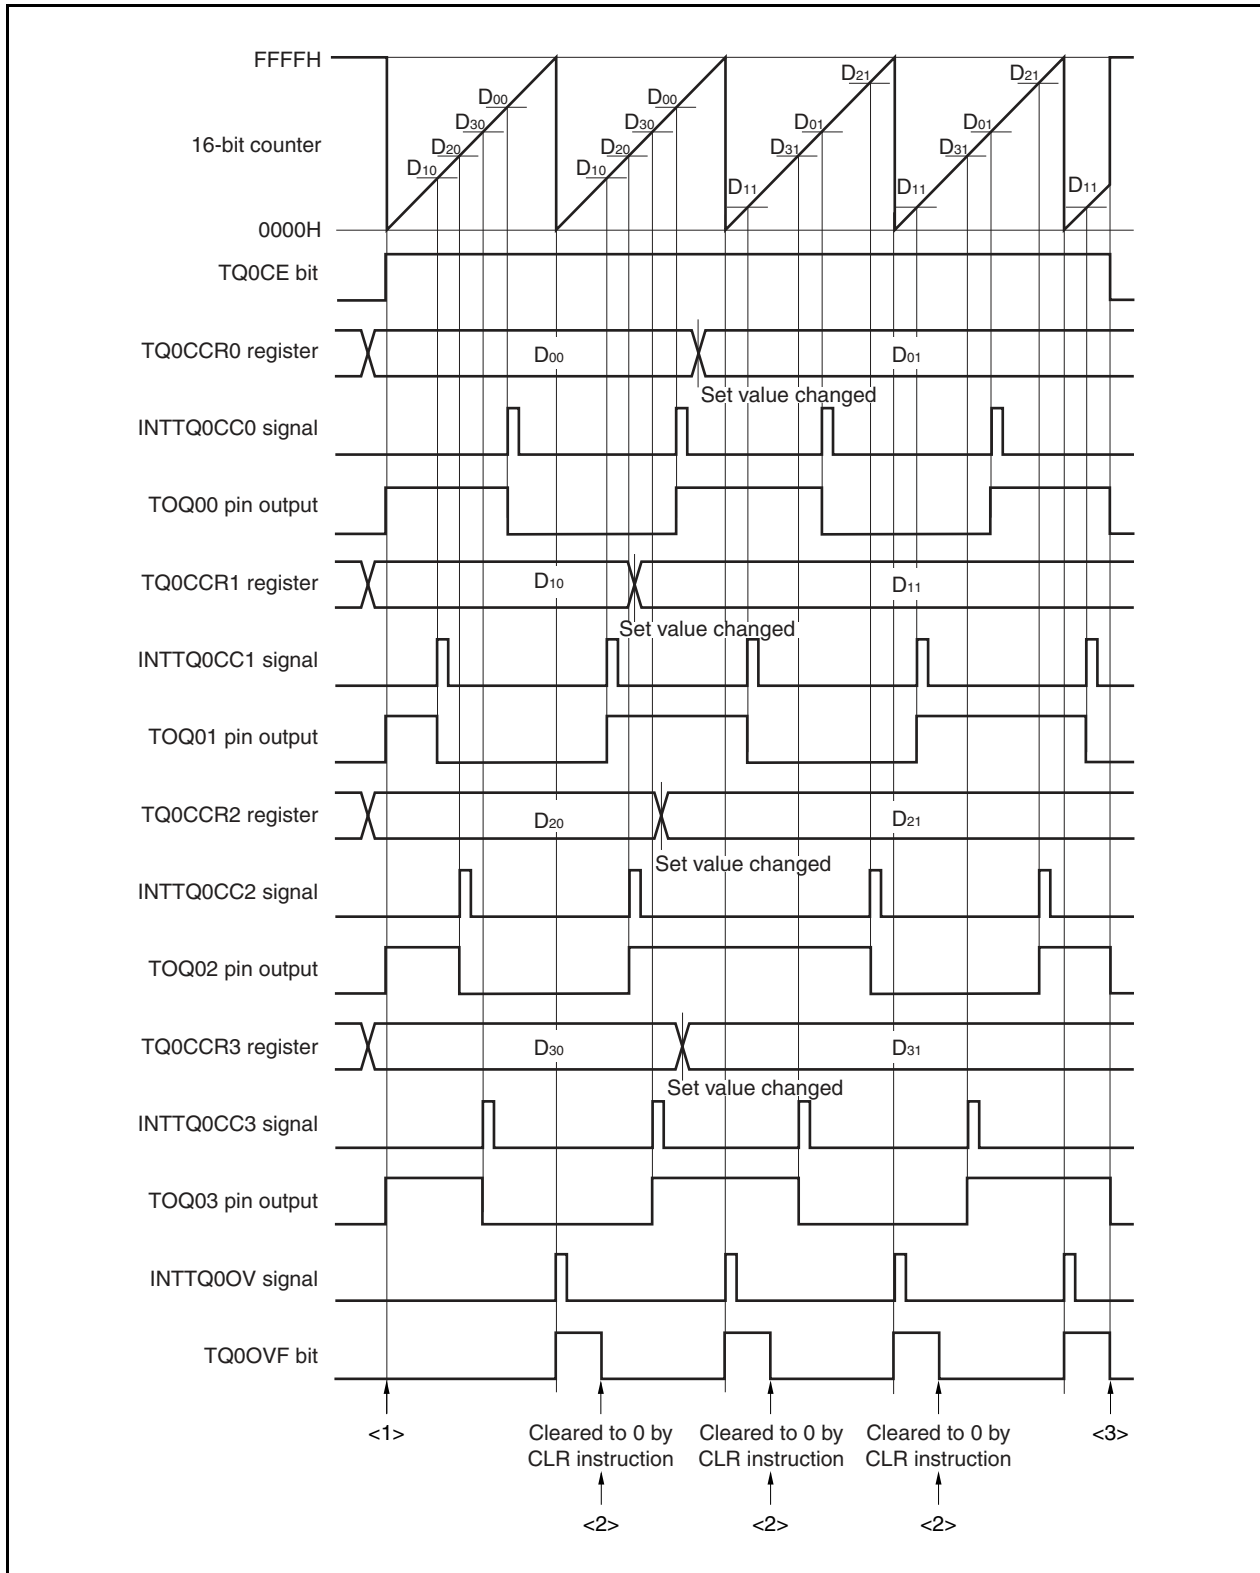 FFFFH
D00
D30
D20
D10
D00
D30
D20
D10
D21
D01
D31
D11
D21
D01
D31
D11
D11
16-bit counter
0000H
TQ0CE bit
TQ0CCR0 register
D00
D01
Set value changed
INTTQ0CC0 signal
TOQ00 pin output
TQ0CCR1 register
D10
D11
Set value changed
INTTQ0CC1 signal
TOQ01 pin output
TQ0CCR2 register
D20
D21
Set value changed
INTTQ0CC2 signal
TOQ02 pin output
TQ0CCR3 register
D30
D31
Set value changed
INTTQ0CC3 signal
TOQ03 pin output
INTTQ0OV signal
TQ0OVF bit
<1>
Cleared to 0 by
CLR instruction
<2>
Cleared to 0 by
CLR instruction
<2>
Cleared to 0 by
CLR instruction
<2>
<3>